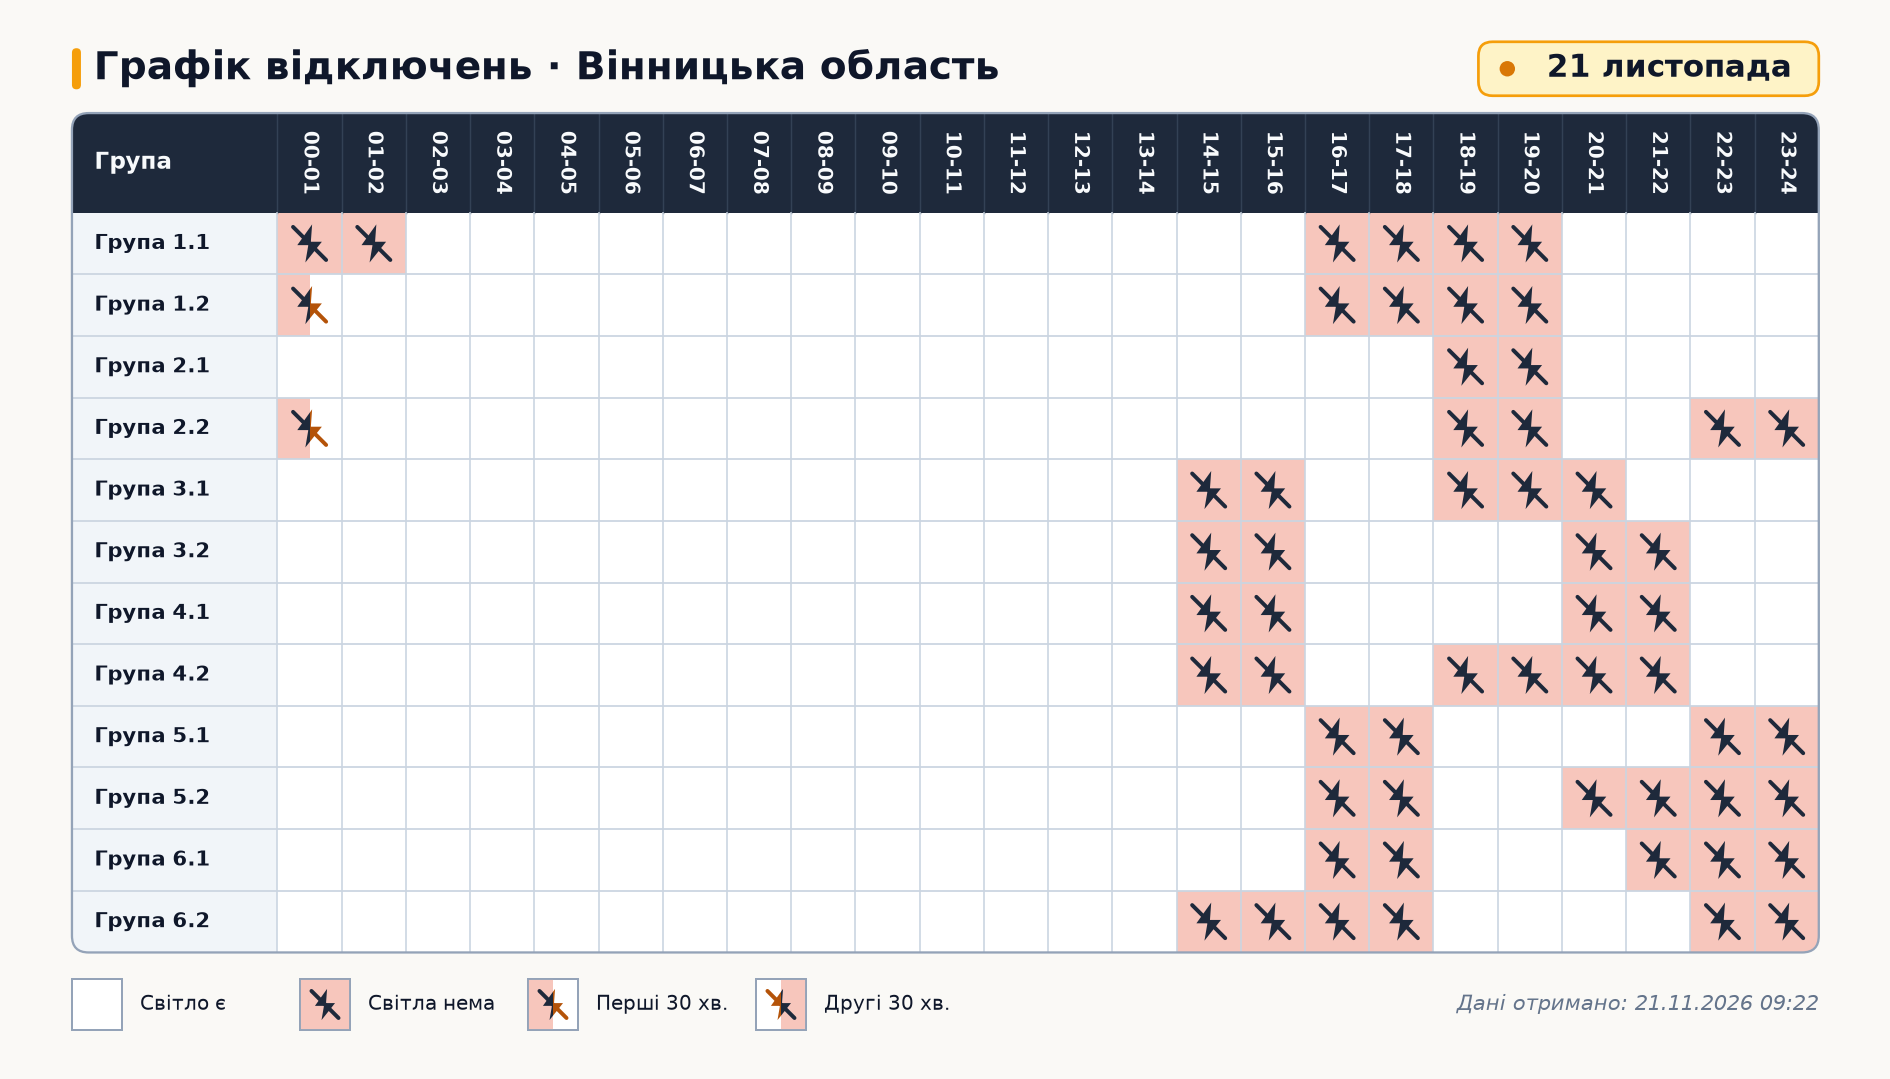 Графік відключень · Вінницька область
21 листопада
Група 00-01 01-02 02-03 03-04 04-05 05-06 06-07 07-08 08-09 09-10 10-11 11-12 12-13 13-14 14-15 15-16 16-17 17-18 18-19 19-20 20-21 21-22 22-23 23-24
Група 1.1
Група 1.2
Група 2.1
Група 2.2
Група 3.1
Група 3.2
Група 4.1
Група 4.2
Група 5.1
Група 5.2
Група 6.1
Група 6.2
Світло є Світла нема Перші 30 хв. Другі 30 хв. Дані отримано: 21.11.2026 09:22